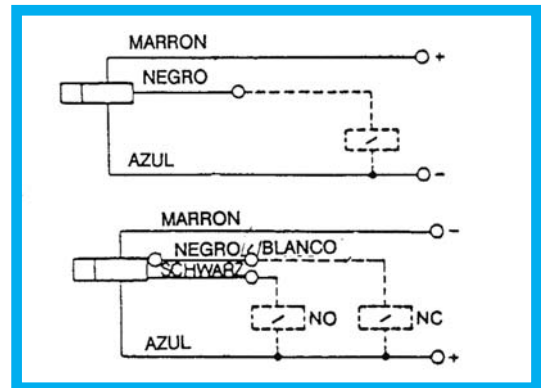 MARRON +
NEGRO
AZUL -
MARRON -
NEGRO/BLANCO
SCHWARZ
NO NC
AZUL +